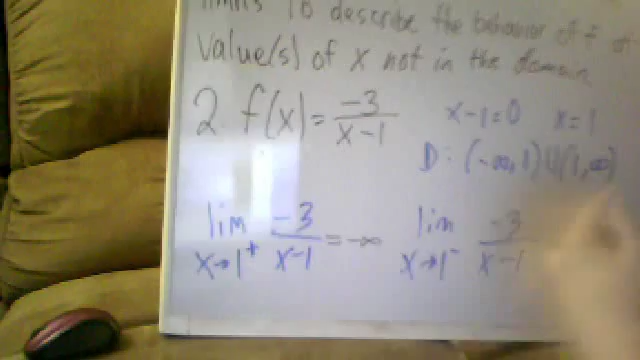 limits to describe the behavior of f at
value(s) of x not in the domain
2 f(x) = -3/(x-1) x-1=0 x=1
D: (-∞, 1) U (1, ∞)
lim x→1⁺ -3/(x-1) = -∞ lim x→1⁻ -3/(x-1)